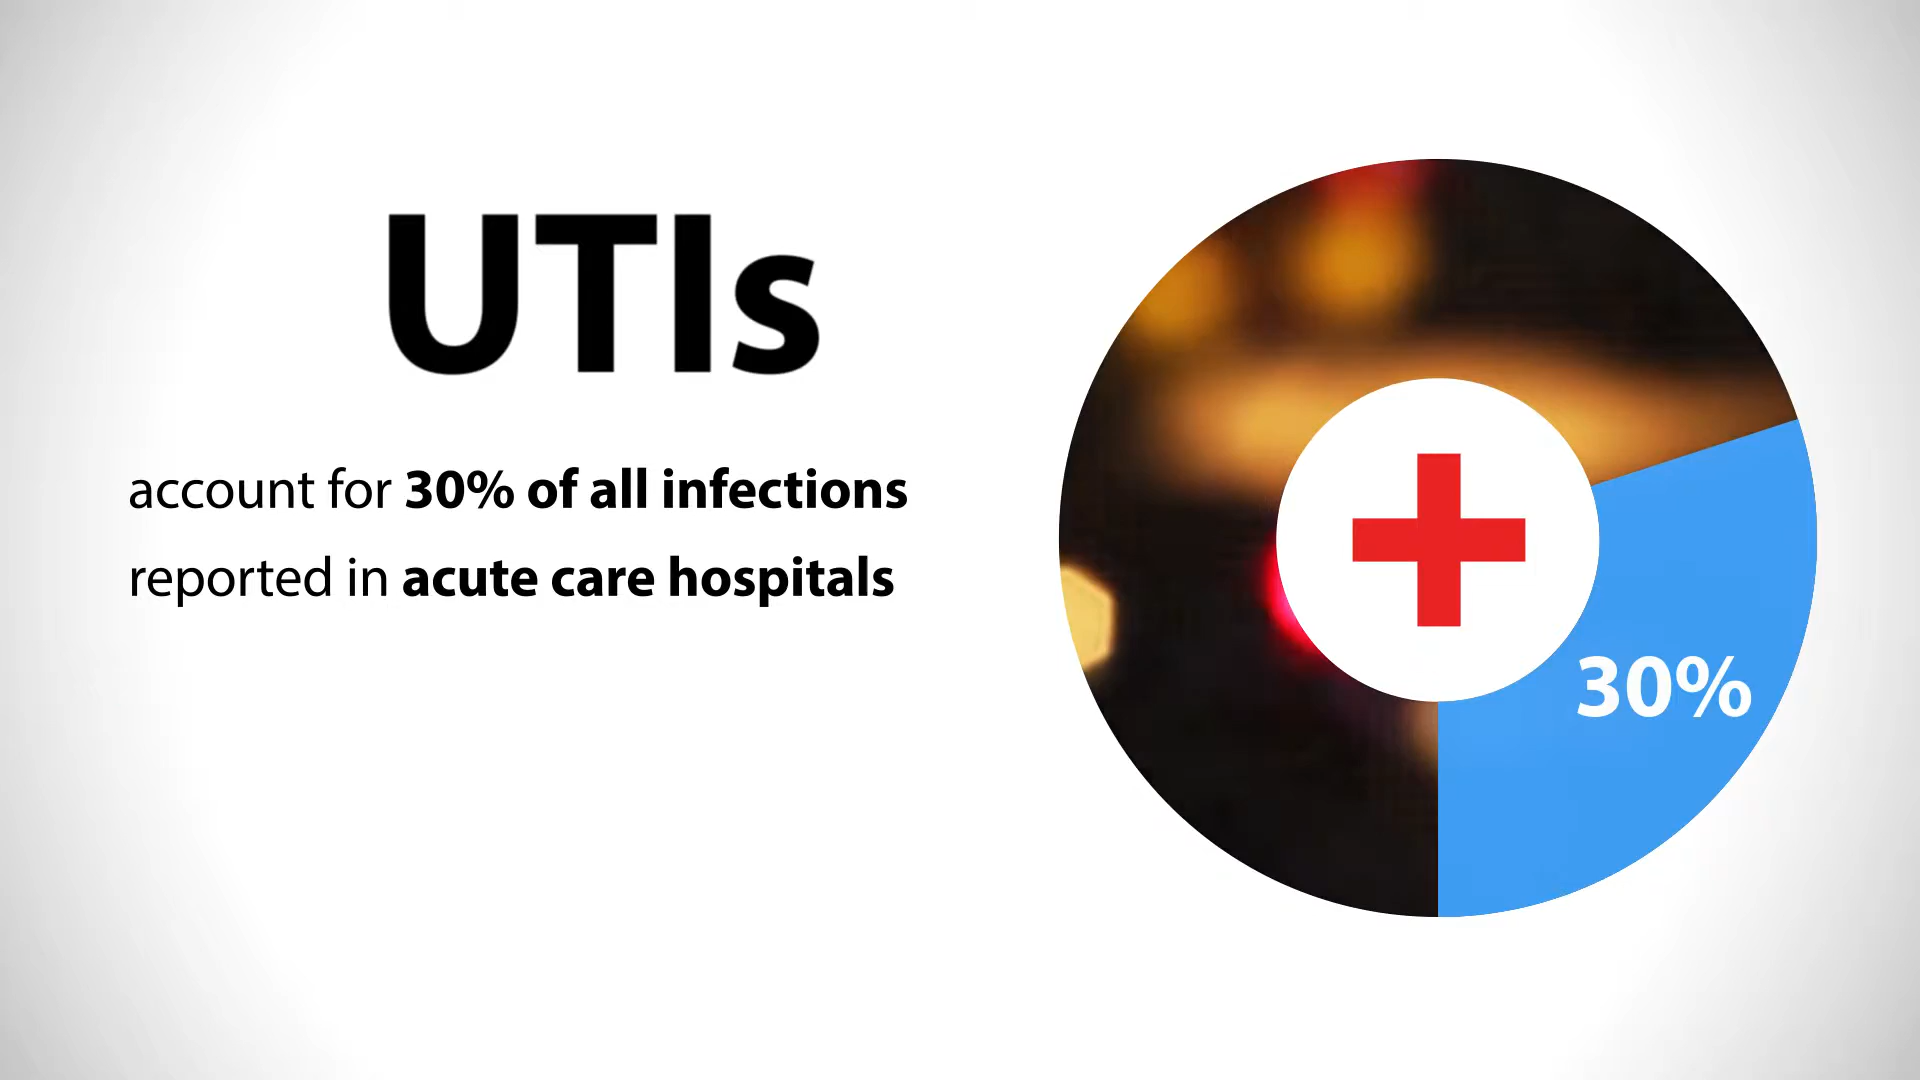 UTIs
account for 30% of all infections
reported in acute care hospitals
30%